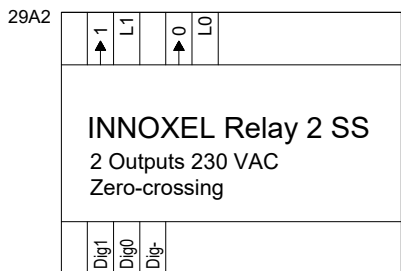 29A2
1
L1
0
L0
INNOXEL Relay 2 SS
2 Outputs 230 VAC
Zero-crossing
Dig1
Dig0
Dig-